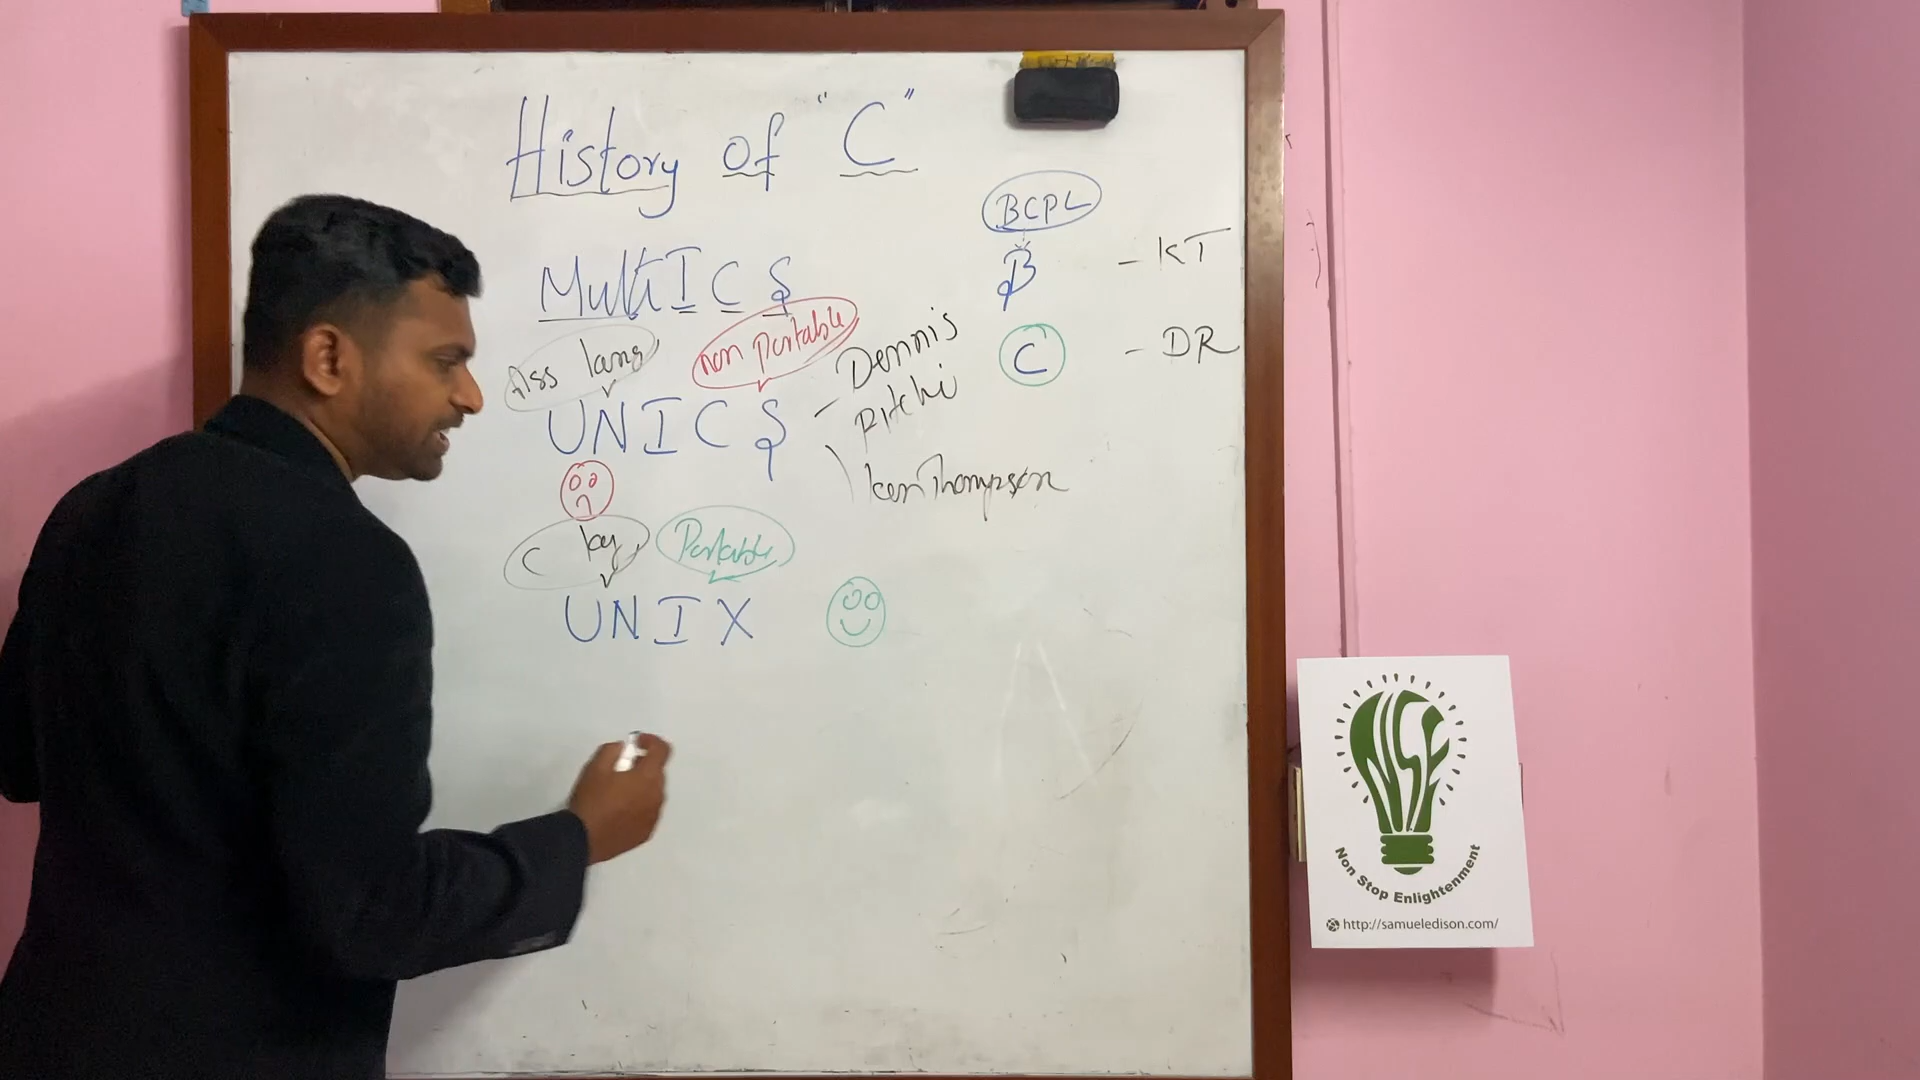 History of "C"
BCPL
B - KT
MultICS
Ass lang
non portable
C - DR
UNICS - Dennis
Ritchi
Ken Thompson
C lag
Portable
UNIX
NSE
Non Stop Enlightenment
http://samueledison.com/